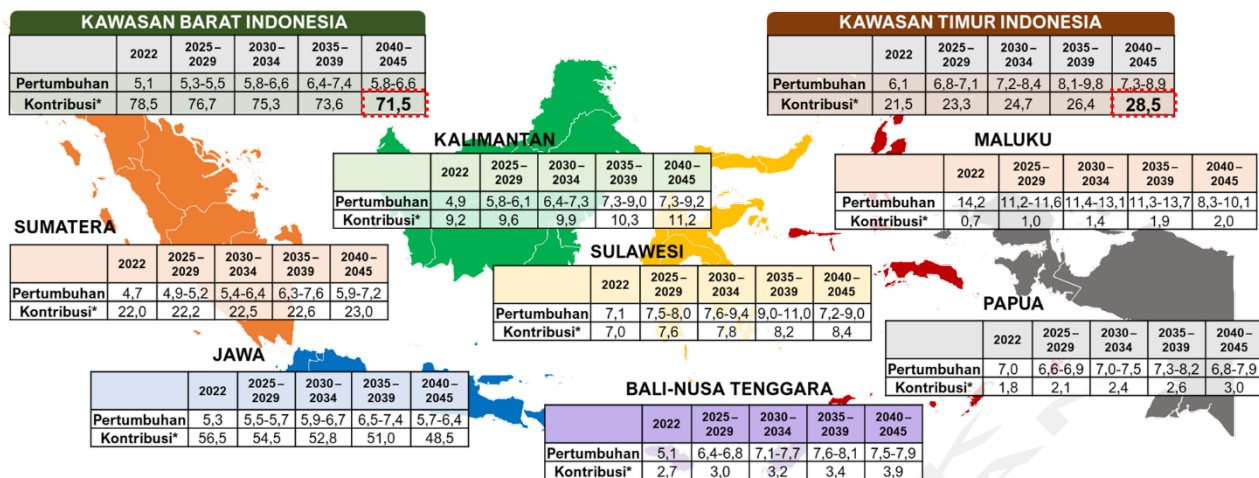 KAWASAN BARAT INDONESIA
2022 2025–2029 2030–2034 2035–2039 2040–2045
Pertumbuhan 5,1 5,3-5,5 5,8-6,6 6,4-7,4 5,8-6,6
Kontribusi* 78,5 76,7 75,3 73,6 71,5
KAWASAN TIMUR INDONESIA
2022 2025–2029 2030–2034 2035–2039 2040–2045
Pertumbuhan 6,1 6,8-7,1 7,2-8,4 8,1-9,8 7,3-8,9
Kontribusi* 21,5 23,3 24,7 26,4 28,5
KALIMANTAN
2022 2025–2029 2030–2034 2035–2039 2040–2045
Pertumbuhan 4,9 5,8-6,1 6,4-7,3 7,3-9,0 7,3-9,2
Kontribusi* 9,2 9,6 9,9 10,3 11,2
MALUKU
2022 2025–2029 2030–2034 2035–2039 2040–2045
Pertumbuhan 14,2 11,2-11,6 11,4-13,1 11,3-13,7 8,3-10,1
Kontribusi* 0,7 1,0 1,4 1,9 2,0
SUMATERA
2022 2025–2029 2030–2034 2035–2039 2040–2045
Pertumbuhan 4,7 4,9-5,2 5,4-6,4 6,3-7,6 5,9-7,2
Kontribusi* 22,0 22,2 22,5 22,6 23,0
SULAWESI
2022 2025–2029 2030–2034 2035–2039 2040–2045
Pertumbuhan 7,1 7,5-8,0 7,6-9,4 9,0-11,0 7,2-9,0
Kontribusi* 7,0 7,6 7,8 8,2 8,4
PAPUA
2022 2025–2029 2030–2034 2035–2039 2040–2045
Pertumbuhan 7,0 6,6-6,9 7,0-7,5 7,3-8,2 6,8-7,9
Kontribusi* 1,8 2,1 2,4 2,6 3,0
JAWA
2022 2025–2029 2030–2034 2035–2039 2040–2045
Pertumbuhan 5,3 5,5-5,7 5,9-6,7 6,5-7,4 5,7-6,4
Kontribusi* 56,5 54,5 52,8 51,0 48,5
BALI-NUSA TENGGARA
2022 2025–2029 2030–2034 2035–2039 2040–2045
Pertumbuhan 5,1 6,4-6,8 7,1-7,7 7,6-8,1 7,5-7,9
Kontribusi* 2,7 3,0 3,2 3,4 3,9